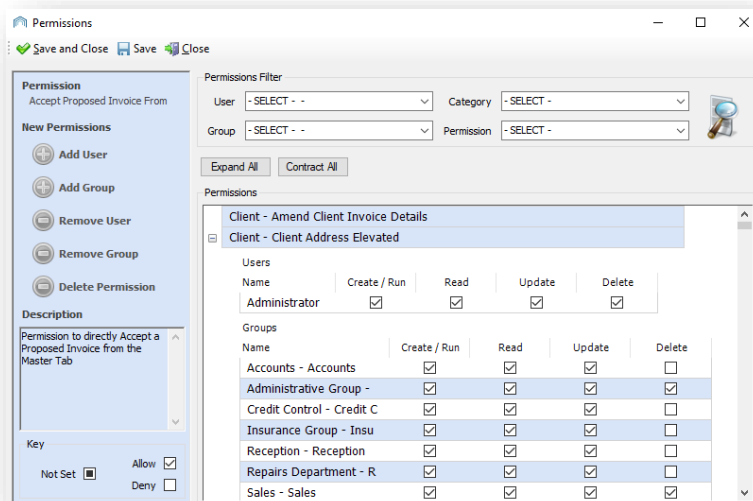 Permissions
Save and Close Save Close
Permission
Accept Proposed Invoice From
New Permissions
Add User
Add Group
Remove User
Remove Group
Delete Permission
Description
Permission to directly Accept a
Proposed Invoice from the
Master Tab
Key
Not Set
Allow
Deny
Permissions Filter
User - SELECT - - Category - SELECT -
Group - SELECT - - Permission - SELECT -
Expand All Contract All
Permissions
Client - Amend Client Invoice Details
Client - Client Address Elevated
Users
Name Create / Run Read Update Delete
Administrator
Groups
Name Create / Run Read Update Delete
Accounts - Accounts
Administrative Group -
Credit Control - Credit C
Insurance Group - Insu
Reception - Reception
Repairs Department - R
Sales - Sales